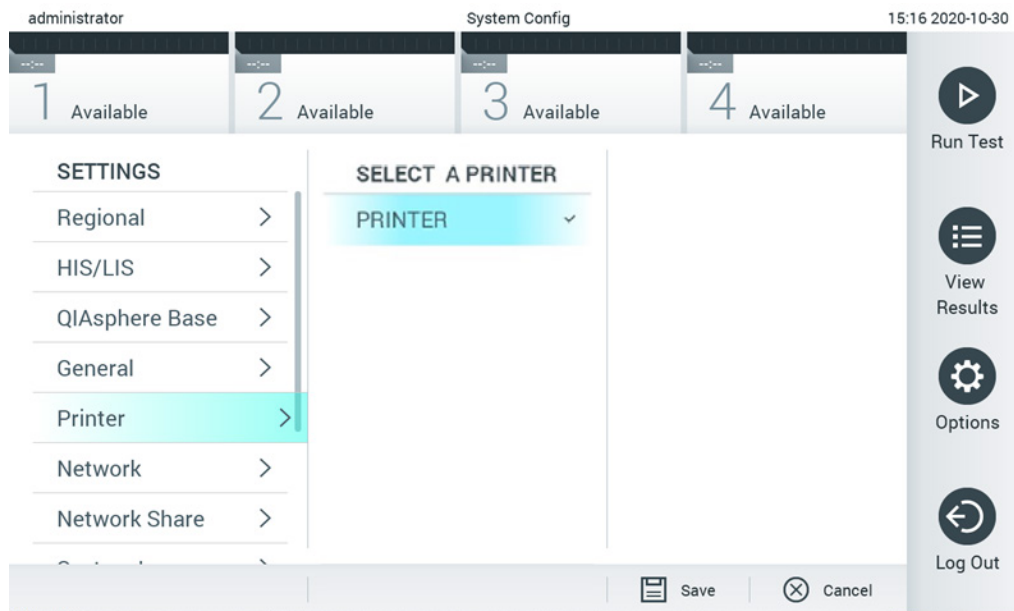 administrator System Config 15:16 2020-10-30
--:-- --:-- --:-- --:--
1 Available 2 Available 3 Available 4 Available
Run Test
SETTINGS
Regional
HIS/LIS
QIAsphere Base
General
Printer
Network
Network Share
SELECT A PRINTER
PRINTER
View
Results
Options
Log Out
Save Cancel